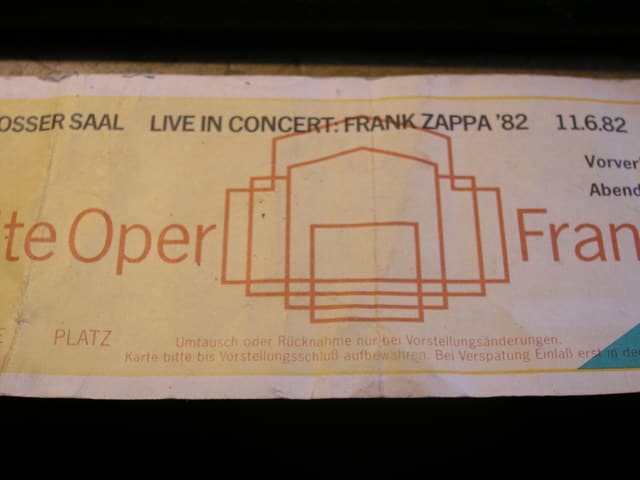 OSSER SAAL LIVE IN CONCERT: FRANK ZAPPA '82 11.6.82
Vorver
Abend
te Oper Fran
E PLATZ
Umtausch oder Rücknahme nur bei Vorstellungsänderungen.
Karte bitte bis Vorstellungsschluß aufbewahren. Bei Verspätung Einlaß erst in de